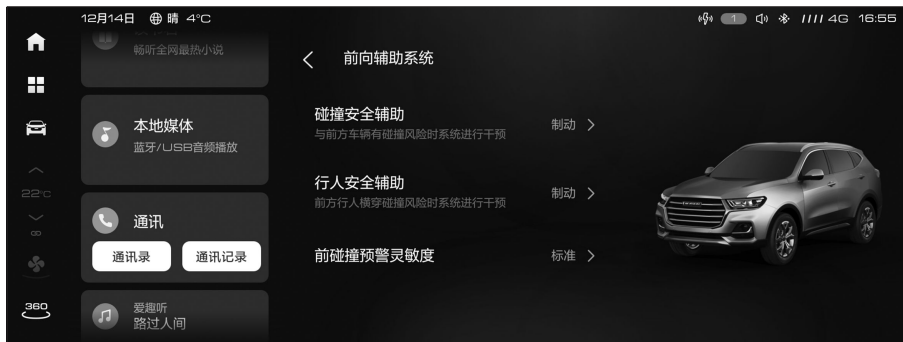 12月14日 晴 4°C
1 4G 16:55
畅听全网最热小说
前向辅助系统
本地媒体
蓝牙/USB音频播放
碰撞安全辅助
与前方车辆有碰撞风险时系统进行干预
制动
行人安全辅助
前方行人横穿碰撞风险时系统进行干预
制动
22°C
通讯
通讯录 通讯记录
前碰撞预警灵敏度
标准
360
爱趣听
路过人间